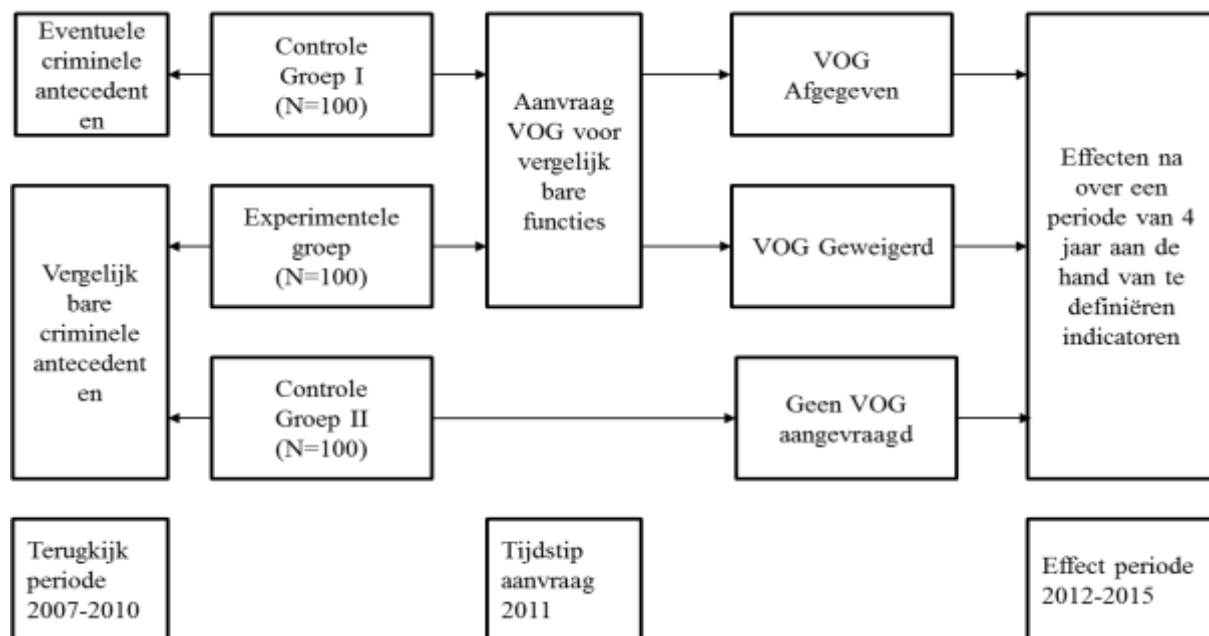 Eventuele
criminele
antecedent
en
Controle
Groep I
(N=100)
Aanvraag
VOG voor
vergelijk
bare
functies
VOG
Afgegeven
Effecten na
over een
periode van 4
jaar aan de
hand van te
definiëren
indicatoren
Vergelijk
bare
criminele
antecedent
en
Experimentele
groep
(N=100)
VOG Geweigerd
Controle
Groep II
(N=100)
Geen VOG
aangevraagd
Terugkijk
periode
2007-2010
Tijdstip
aanvraag
2011
Effect periode
2012-2015